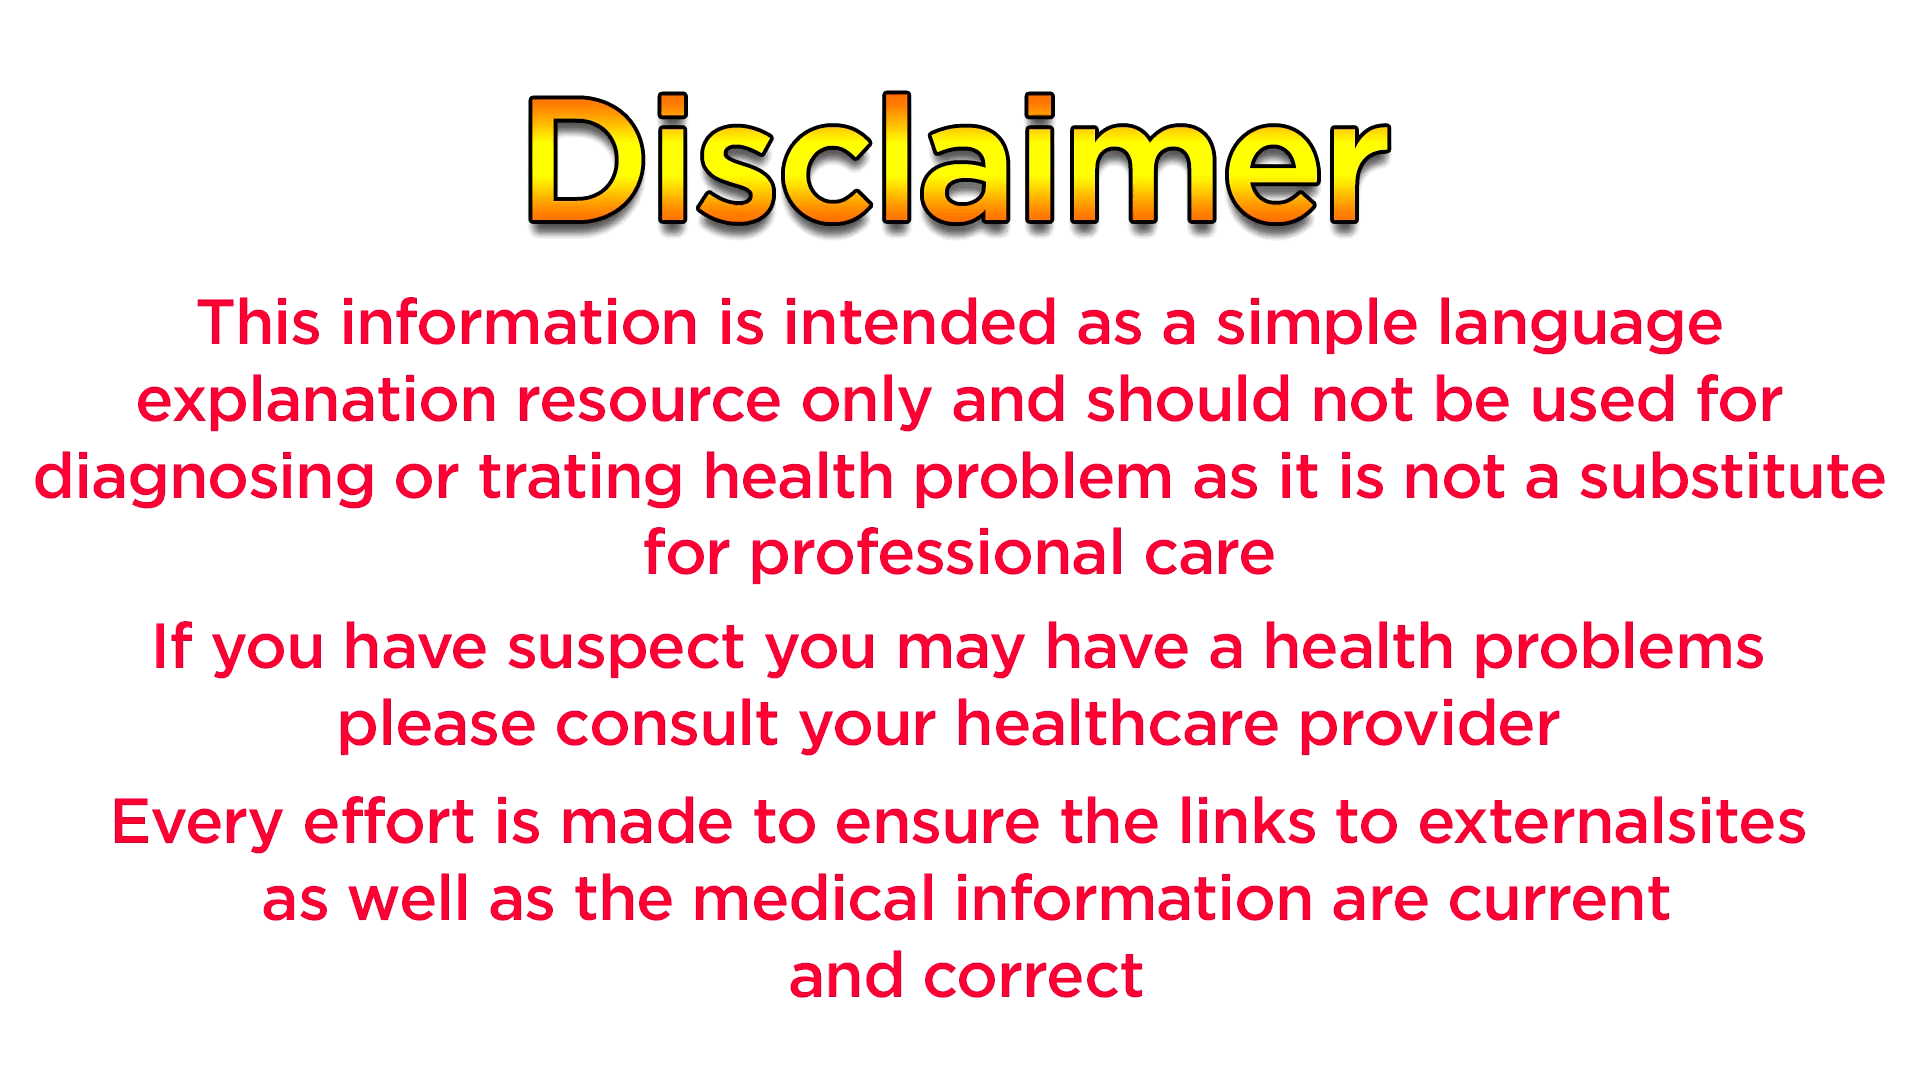 Disclaimer
This information is intended as a simple language
explanation resource only and should not be used for
diagnosing or trating health problem as it is not a substitute
for professional care
If you have suspect you may have a health problems
please consult your healthcare provider
Every effort is made to ensure the links to externalsites
as well as the medical information are current
and correct